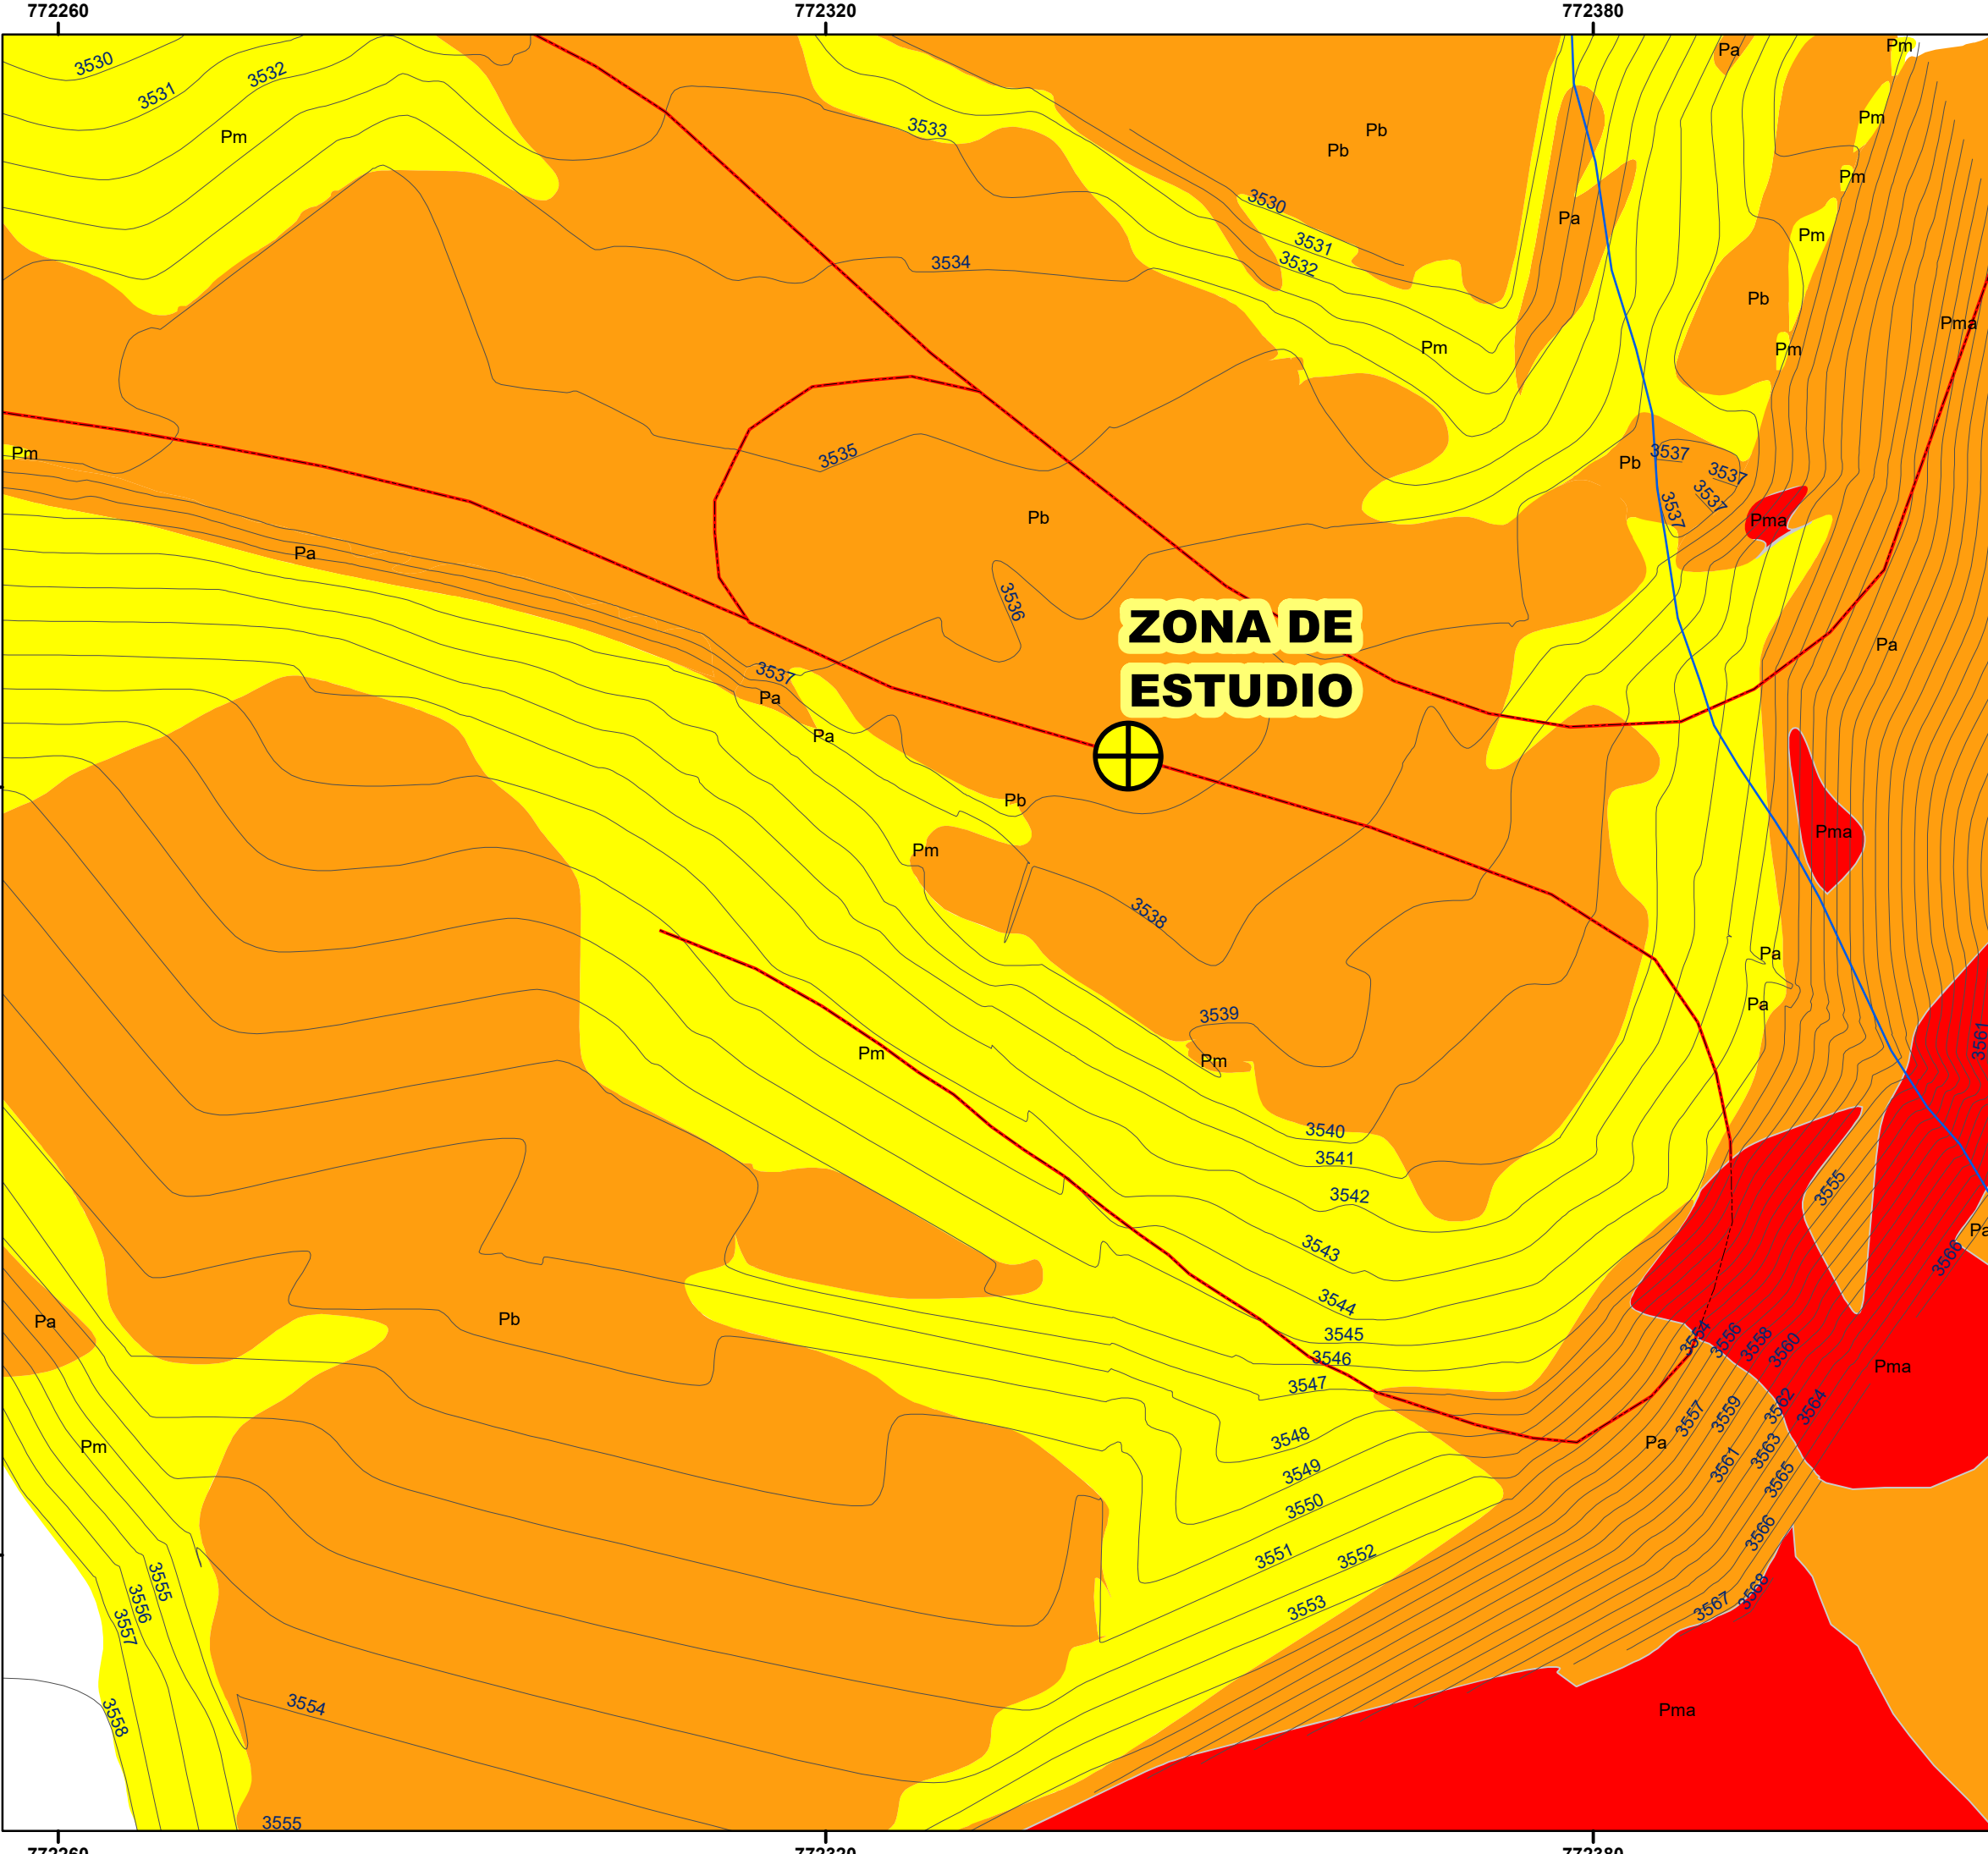 772260
772320
772380
3530
3531
3532
Pm
3533
Pb
Pb
Pa
Pm
Pm
Pm
Pa
3530
3531
3532
Pm
3534
Pb
Pma
Pm
Pm
Pm
3535
Pb
3537
3537
3537
3537
Pma
Pb
Pa
3536
ZONA DE
ESTUDIO
Pa
3537
Pa
Pa
Pb
Pma
Pm
3538
Pa
Pa
3539
Pm
Pm
3561
3540
3541
3542
3543
3544
3545
3546
3547
3548
3549
3550
3551
3552
3553
3555
Pa
3566
Pa
Pb
3554
3556
3558
3560
Pma
3562
3564
3557
3559
Pa
3561
3563
3565
3566
3568
3567
Pm
3555
3556
3557
3558
3554
Pma
3555
772260
772320
772380